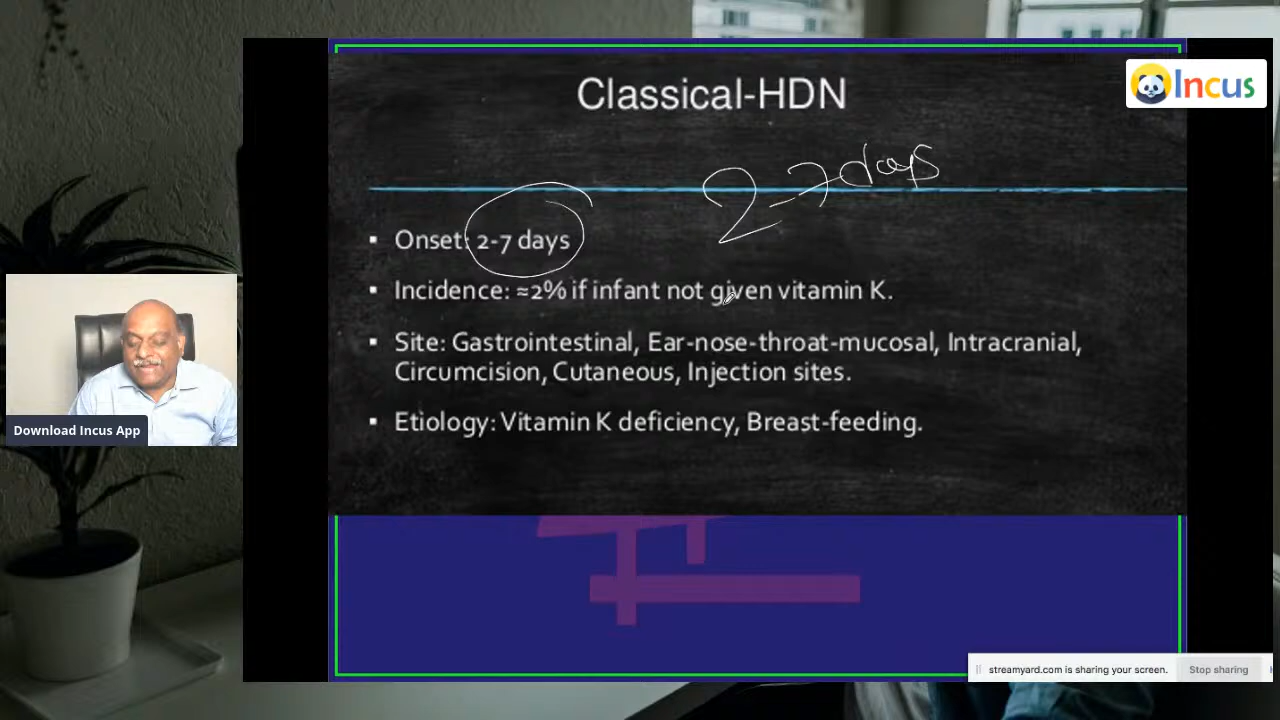 Classical-HDN
Incus
2-7 days
▪ Onset: 2-7 days
▪ Incidence: ≈2% if infant not given vitamin K.
▪ Site: Gastrointestinal, Ear-nose-throat-mucosal, Intracranial,
Circumcision, Cutaneous, Injection sites.
▪ Etiology: Vitamin K deficiency, Breast-feeding.
Download Incus App
streamyard.com is sharing your screen. Stop sharing